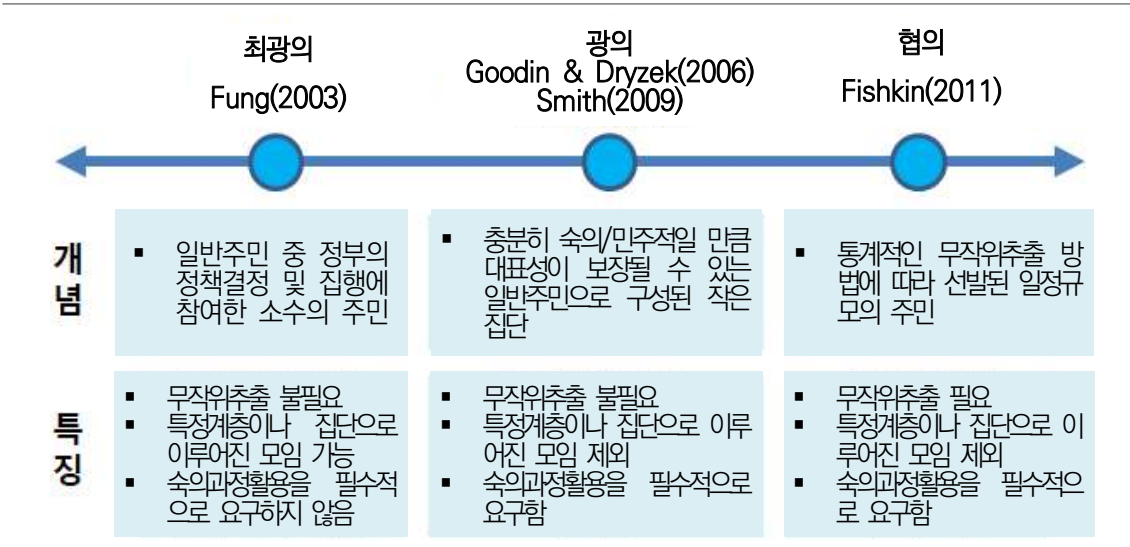 최광의
Fung(2003)
광의
Goodin & Dryzek(2006)
Smith(2009)
협의
Fishkin(2011)
개
념
▪ 일반주민 중 정부의
정책결정 및 집행에
참여한 소수의 주민
▪ 충분히 숙의/민주적일 만큼
대표성이 보장될 수 있는
일반주민으로 구성된 작은
집단
▪ 통계적인 무작위추출 방
법에 따라 선발된 일정규
모의 주민
특
징
▪ 무작위추출 불필요
▪ 특정계층이나 집단으로
이루어진 모임 가능
▪ 숙의과정활용을 필수적
으로 요구하지 않음
▪ 무작위추출 불필요
▪ 특정계층이나 집단으로 이루
어진 모임 제외
▪ 숙의과정활용을 필수적으로
요구함
▪ 무작위추출 필요
▪ 특정계층이나 집단으로 이
루어진 모임 제외
▪ 숙의과정활용을 필수적으
로 요구함